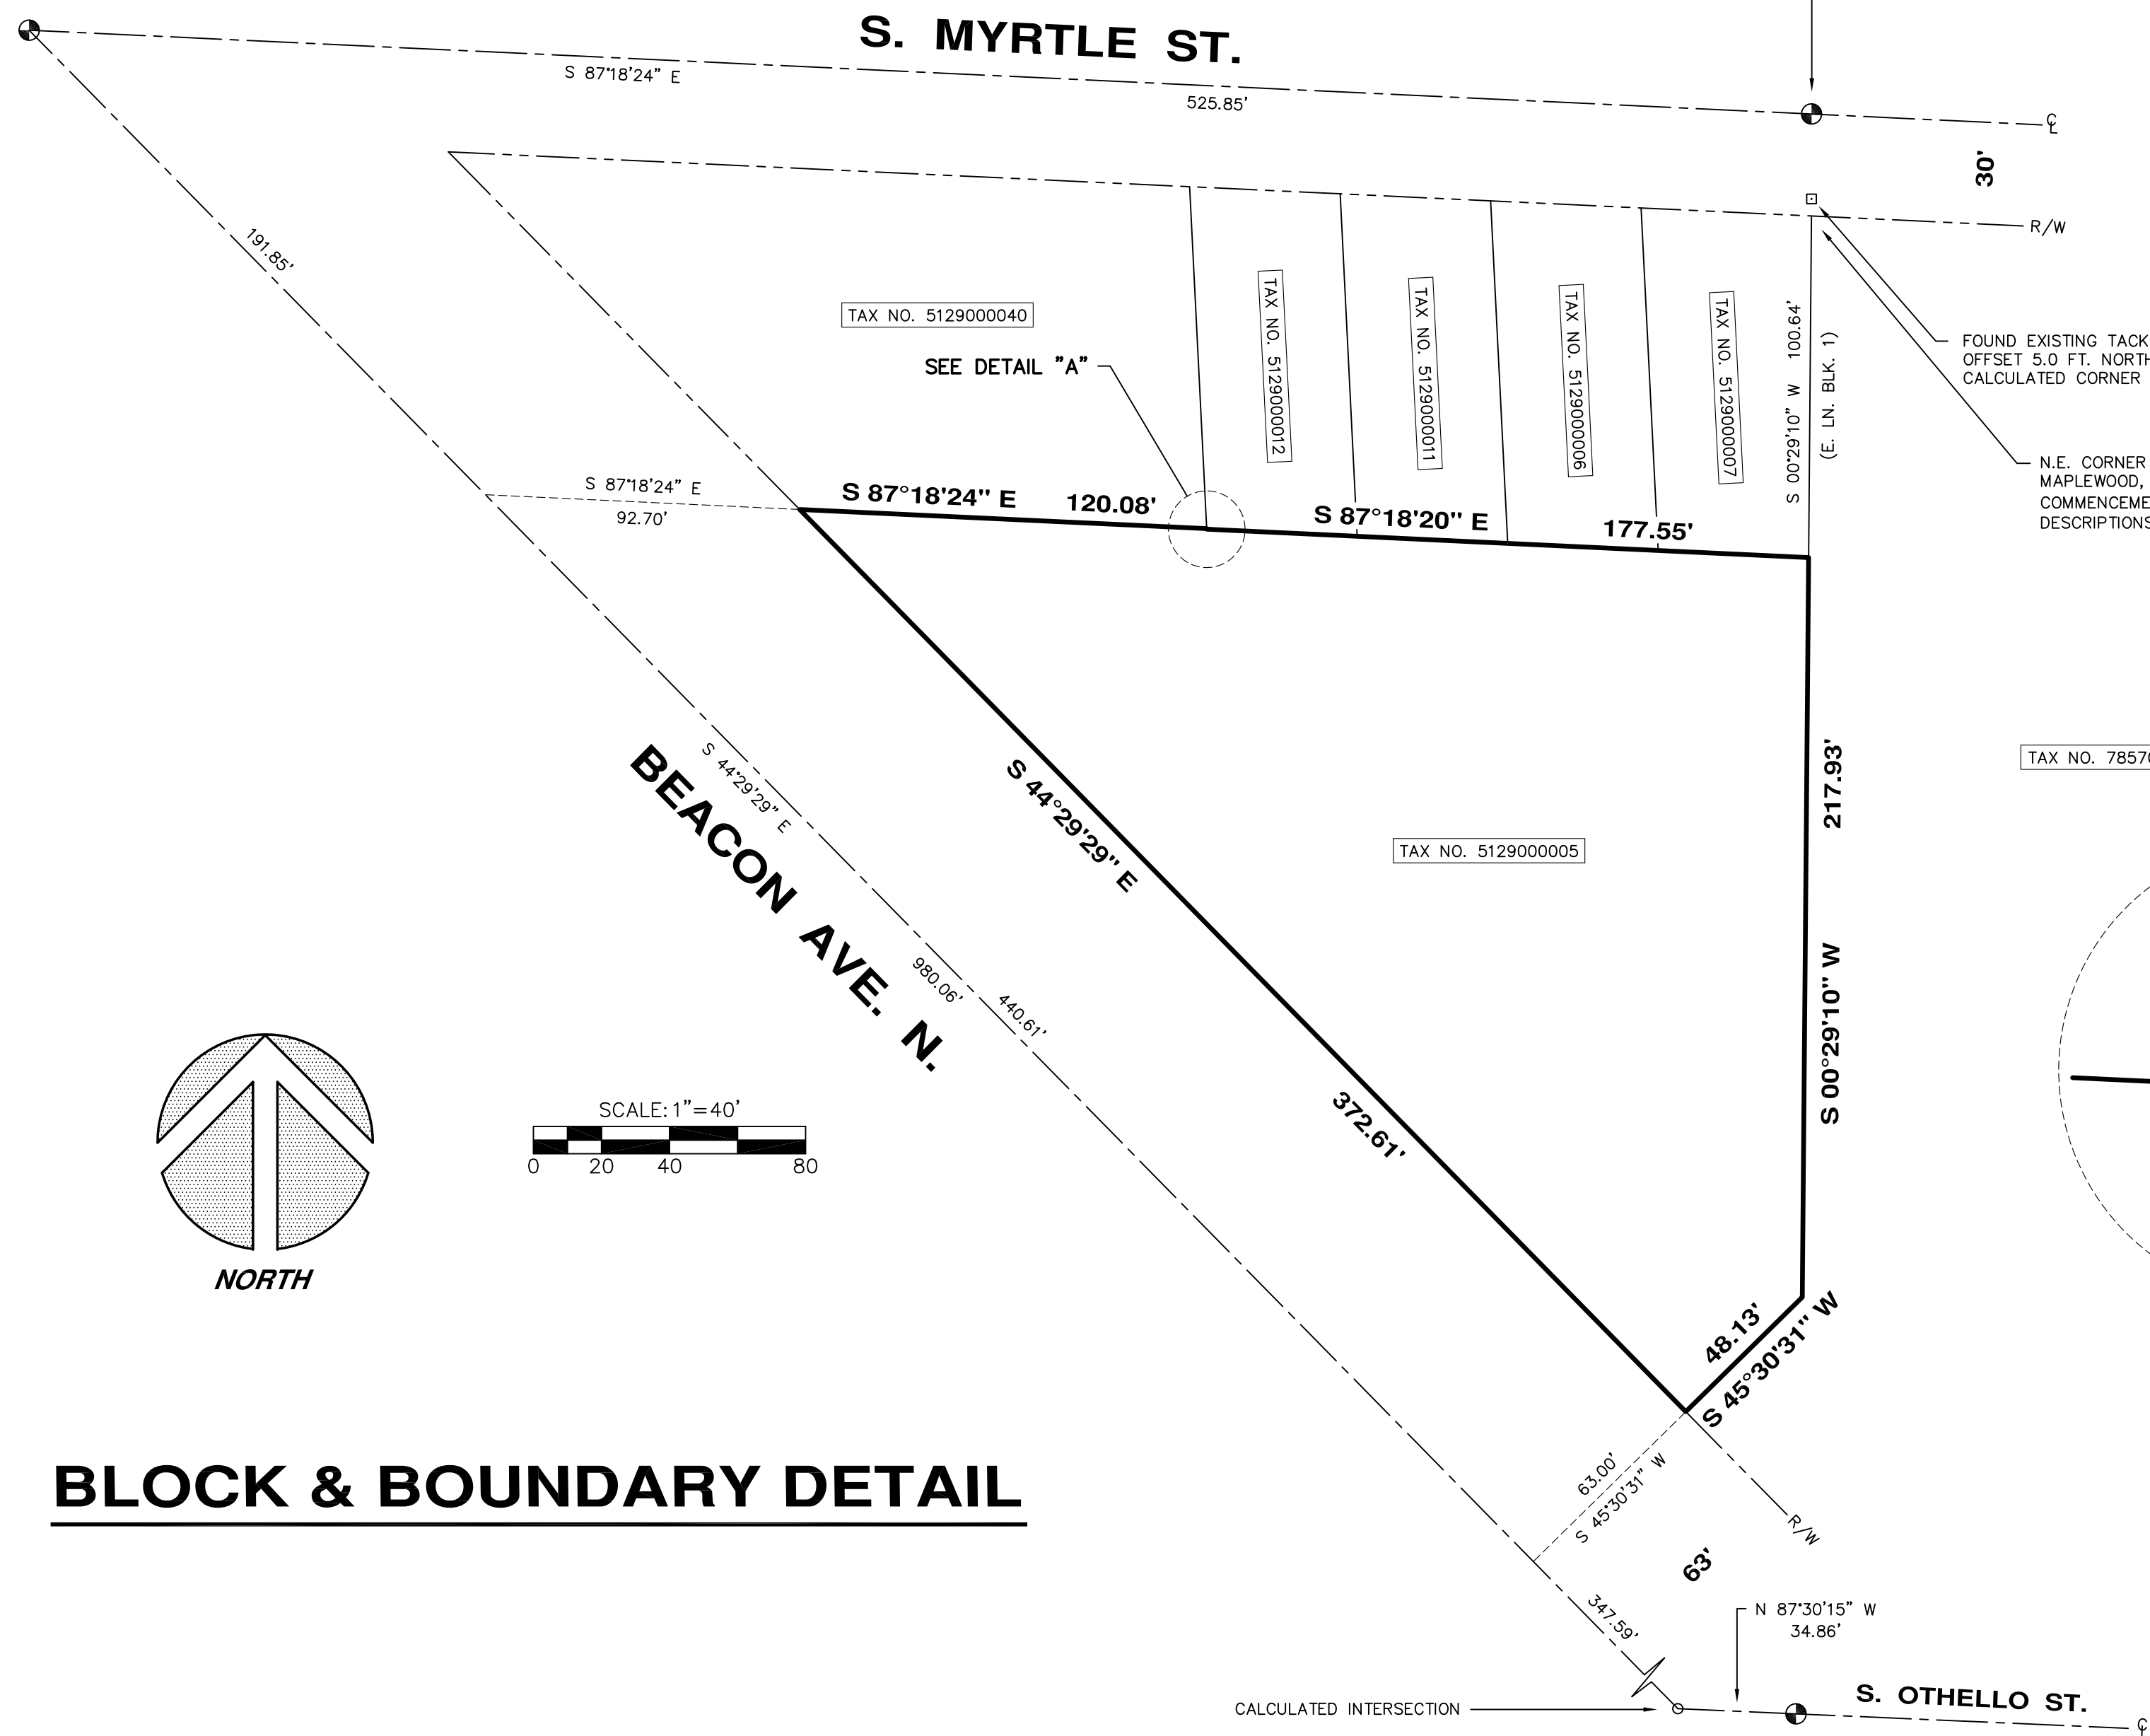 S. MYRTLE ST.
S 87°18'24" E
525.85'
℄
30'
R/W
191.85'
TAX NO. 5129000040
SEE DETAIL "A"
TAX NO. 5129000012
TAX NO. 5129000011
TAX NO. 5129000006
TAX NO. 5129000007
S 00°29'10" W 100.64'
(E. LN. BLK. 1)
FOUND EXISTING TACK
OFFSET 5.0 FT. NORTH
CALCULATED CORNER
N.E. CORNER
MAPLEWOOD,
COMMENCEME
DESCRIPTIONS
S 87°18'24" E
92.70'
S 87°18'24" E 120.08'
S 87°18'20" E 177.55'
217.93'
S 00°29'10" W
TAX NO. 7857
TAX NO. 5129000005
S 44°29'29" E
BEACON AVE. N.
S 44°29'29" E
980.06'
440.61'
372.61'
SCALE: 1"=40'
0 20 40 80
NORTH
48.13'
S 45°30'31" W
BLOCK & BOUNDARY DETAIL
63.00'
S 45°30'31" W
R/W
63'
347.59'
N 87°30'15" W
34.86'
CALCULATED INTERSECTION
S. OTHELLO ST.